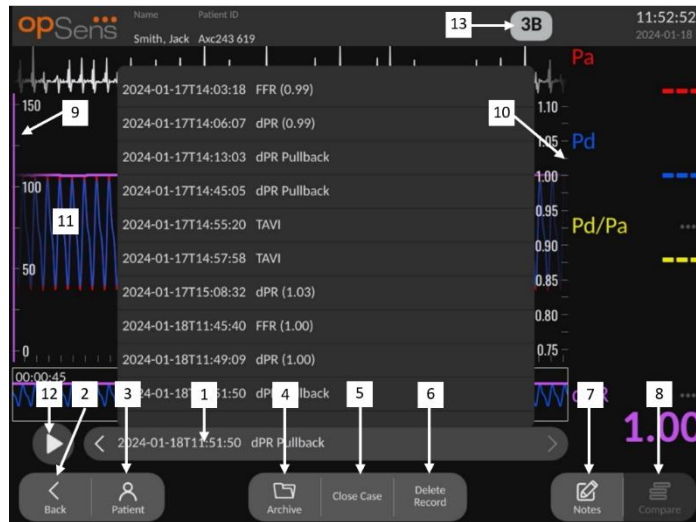 opSens
Name Patient ID
Smith, Jack Axc243 619
13
3B
11:52:52
2024-01-18
Pa
150
9
11
100
50
0
10
1.10
1.05
1.00
0.95
0.90
0.85
0.80
0.75
Pd
Pd/Pa
2024-01-17T14:03:18 FFR (0.99)
2024-01-17T14:06:07 dPR (0.99)
2024-01-17T14:13:03 dPR Pullback
2024-01-17T14:45:05 dPR Pullback
2024-01-17T14:55:20 TAVI
2024-01-17T14:57:58 TAVI
2024-01-17T15:08:32 dPR (1.03)
2024-01-18T11:45:40 FFR (1.00)
2024-01-18T11:49:09 dPR (1.00)
00:00:45
12 2 3 1 4 5 6 7 8
2024-01-18T11:51:50 dPR Pullback
1.00
Back
Patient
Archive
Close Case
Delete
Record
Notes
Compare